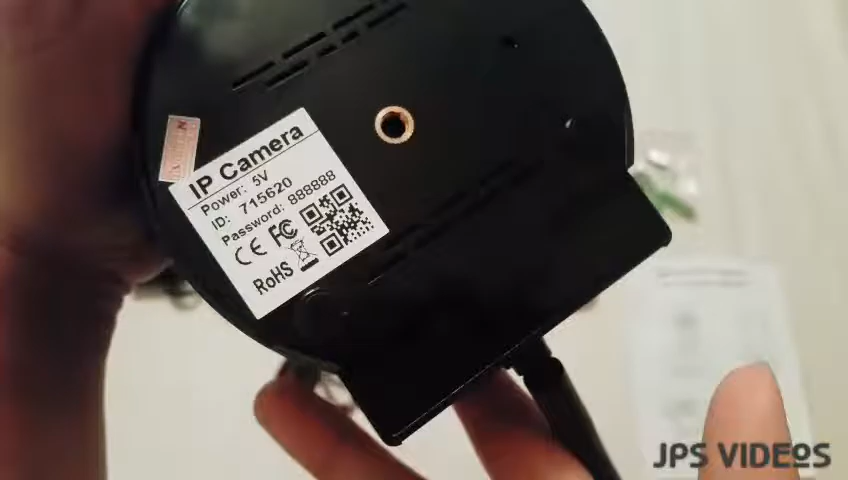 IP Camera
Power: 5V
ID: 715620
Password: 888888
CE FC
RoHS
JPS VIDEOS